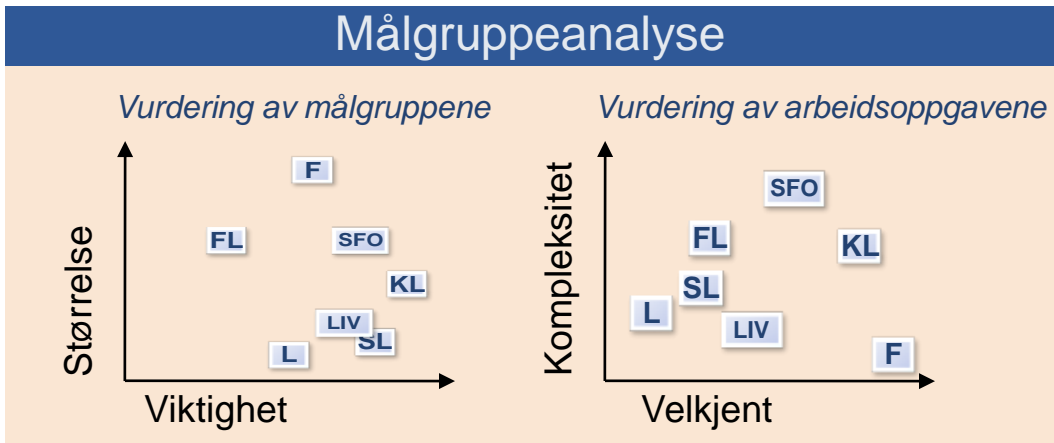 Målgruppeanalyse
Vurdering av målgruppene
Størrelse
F
FL
SFO
KL
LIV
SL
L
Viktighet
Vurdering av arbeidsoppgavene
Kompleksitet
SFO
FL
KL
SL
L
LIV
F
Velkjent